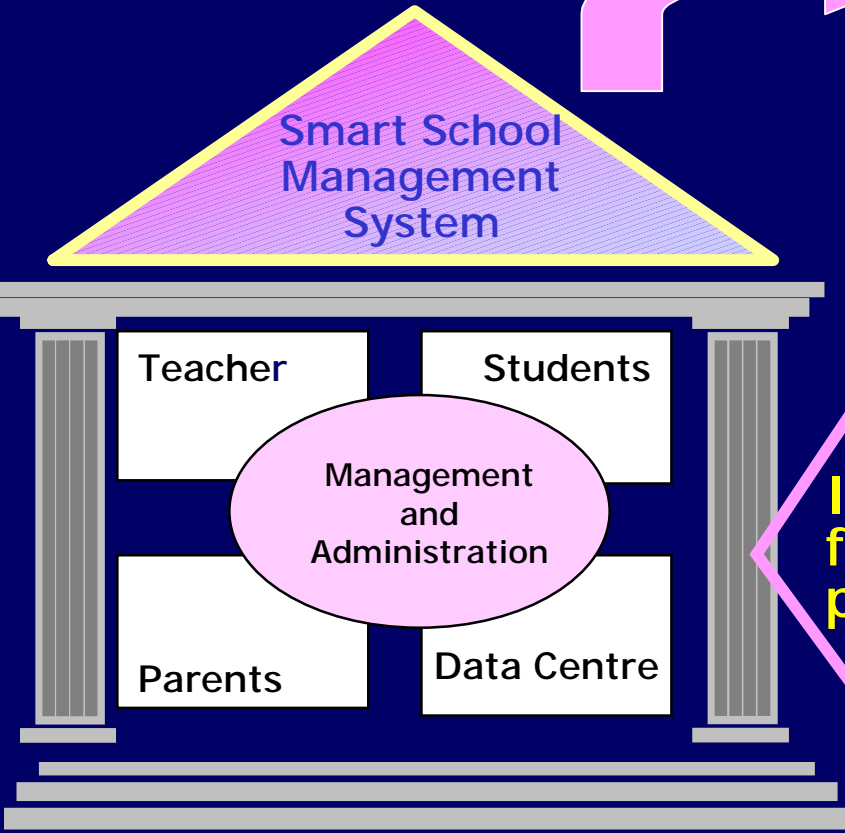 Smart School
Management
System
Teacher
Students
Management
and
Administration
Parents
Data Centre